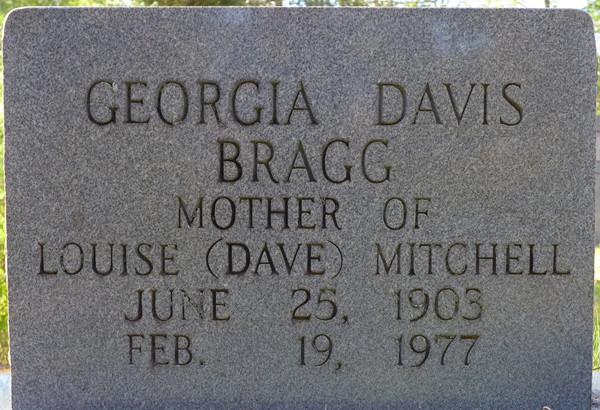 GEORGIA DAVIS
BRAGG
MOTHER OF
LOUISE (DAVE) MITCHELL
JUNE 25, 1903
FEB. 19, 1977